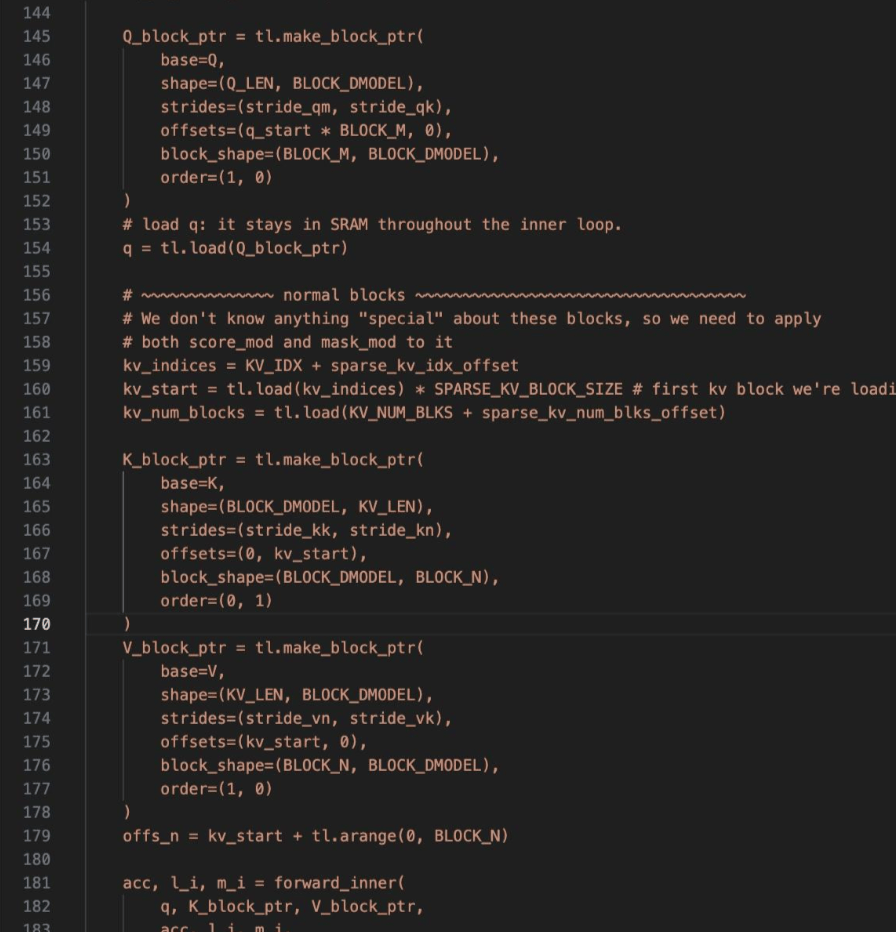 144
145 Q_block_ptr = tl.make_block_ptr(
146 base=Q,
147 shape=(Q_LEN, BLOCK_DMODEL),
148 strides=(stride_qm, stride_qk),
149 offsets=(q_start * BLOCK_M, 0),
150 block_shape=(BLOCK_M, BLOCK_DMODEL),
151 order=(1, 0)
152 )
153 # load q: it stays in SRAM throughout the inner loop.
154 q = tl.load(Q_block_ptr)
155
156 # ~~~~~~~~~~~~~~ normal blocks ~~~~~~~~~~~~~~~~~~~~~~~~~~~~~~~~~~~
157 # We don't know anything "special" about these blocks, so we need to apply
158 # both score_mod and mask_mod to it
159 kv_indices = KV_IDX + sparse_kv_idx_offset
160 kv_start = tl.load(kv_indices) * SPARSE_KV_BLOCK_SIZE # first kv block we're loadi
161 kv_num_blocks = tl.load(KV_NUM_BLKS + sparse_kv_num_blks_offset)
162
163 K_block_ptr = tl.make_block_ptr(
164 base=K,
165 shape=(BLOCK_DMODEL, KV_LEN),
166 strides=(stride_kk, stride_kn),
167 offsets=(0, kv_start),
168 block_shape=(BLOCK_DMODEL, BLOCK_N),
169 order=(0, 1)
170 )
171 V_block_ptr = tl.make_block_ptr(
172 base=V,
173 shape=(KV_LEN, BLOCK_DMODEL),
174 strides=(stride_vn, stride_vk),
175 offsets=(kv_start, 0),
176 block_shape=(BLOCK_N, BLOCK_DMODEL),
177 order=(1, 0)
178 )
179 offs_n = kv_start + tl.arange(0, BLOCK_N)
180
181 acc, l_i, m_i = forward_inner(
182 q, K_block_ptr, V_block_ptr,
183 acc, l_i, m_i,